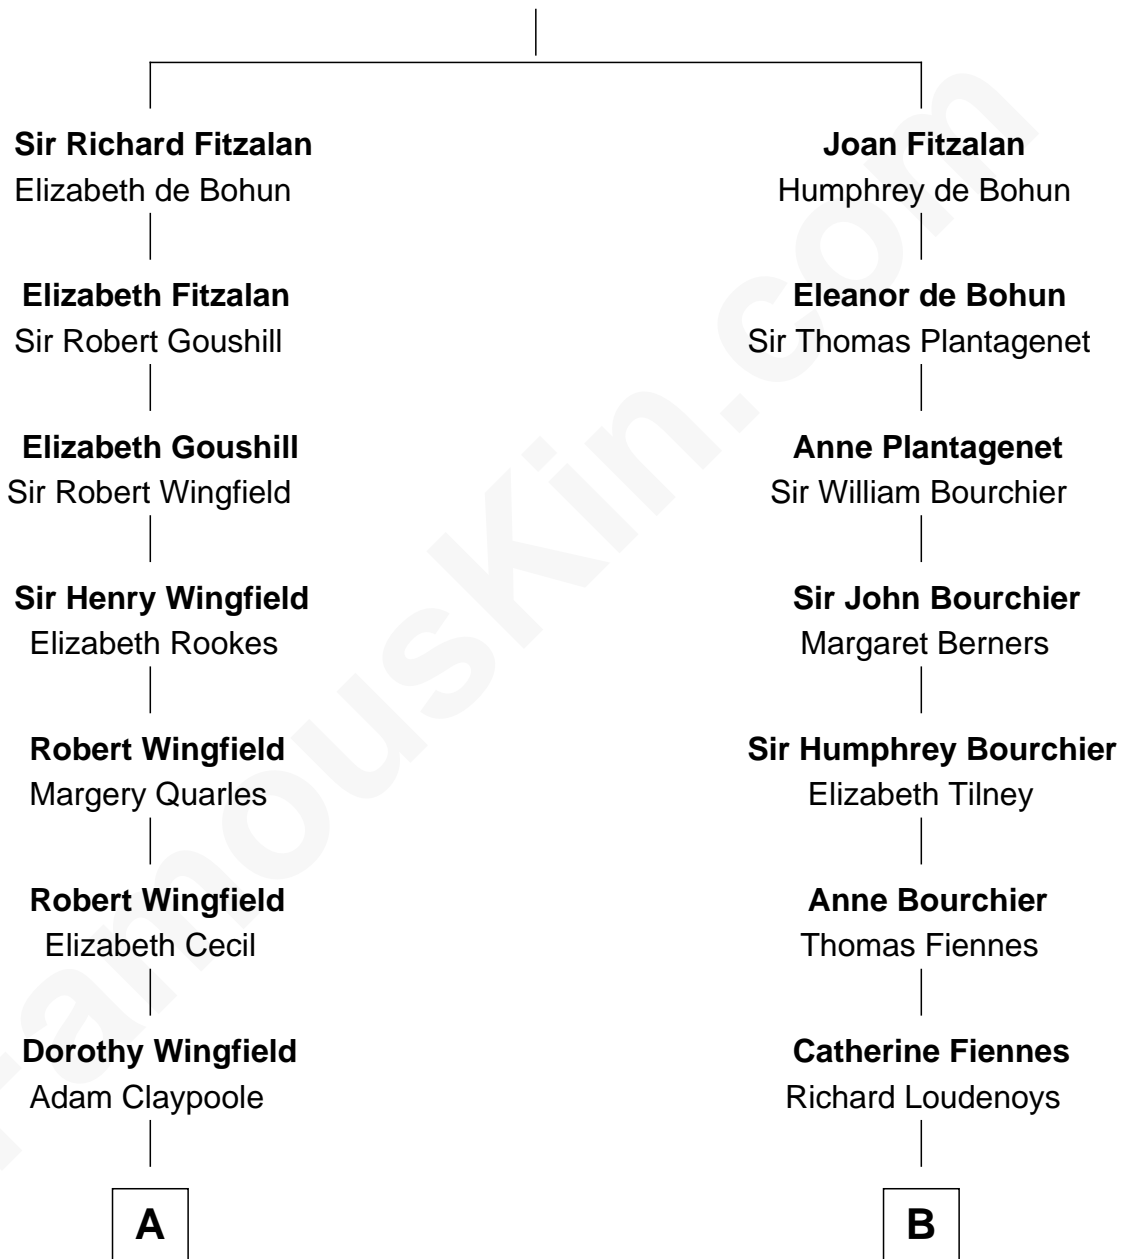 Sir Richard Fitzalan
Elizabeth de Bohun
Elizabeth Fitzalan
Sir Robert Goushill
Elizabeth Goushill
Sir Robert Wingfield
Sir Henry Wingfield
Elizabeth Rookes
Robert Wingfield
Margery Quarles
Robert Wingfield
Elizabeth Cecil
Dorothy Wingfield
Adam Claypoole
A
Joan Fitzalan
Humphrey de Bohun
Eleanor de Bohun
Sir Thomas Plantagenet
Anne Plantagenet
Sir William Bourchier
Sir John Bourchier
Margaret Berners
Sir Humphrey Bourchier
Elizabeth Tilney
Anne Bourchier
Thomas Fiennes
Catherine Fiennes
Richard Loudenoys
B
FamousKin.com